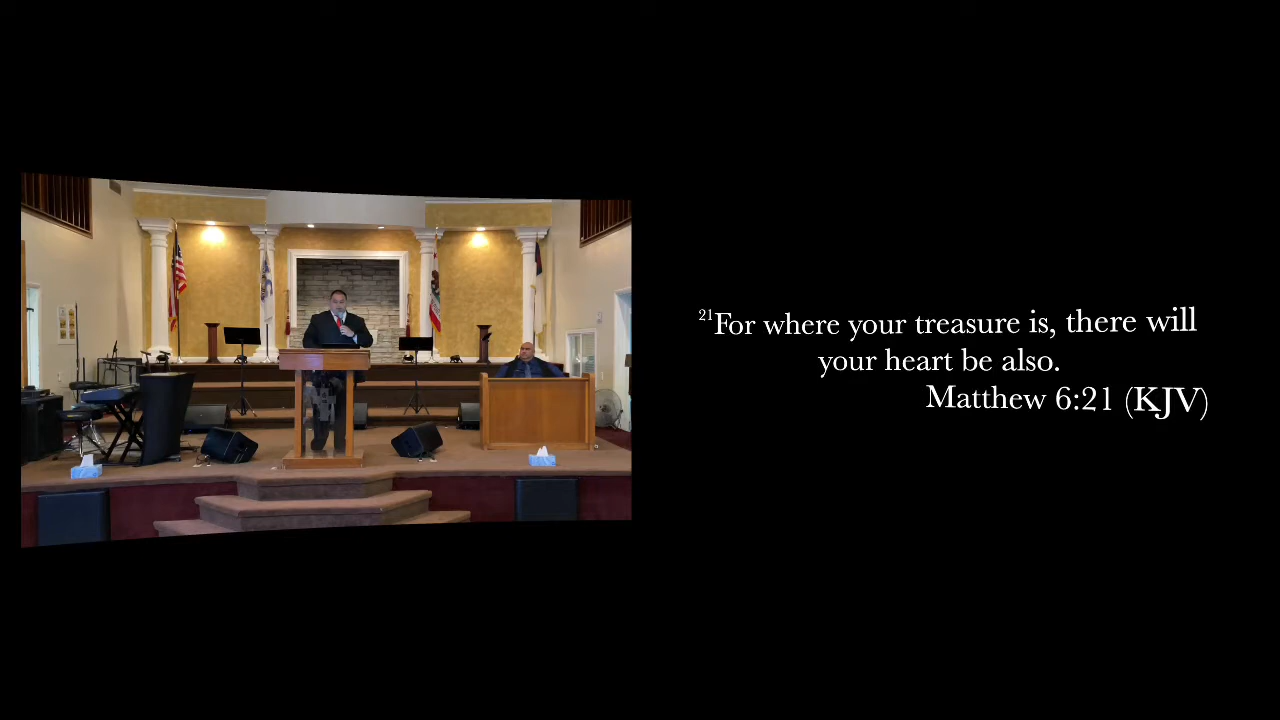 ²¹For where your treasure is, there will
your heart be also.
Matthew 6:21 (KJV)